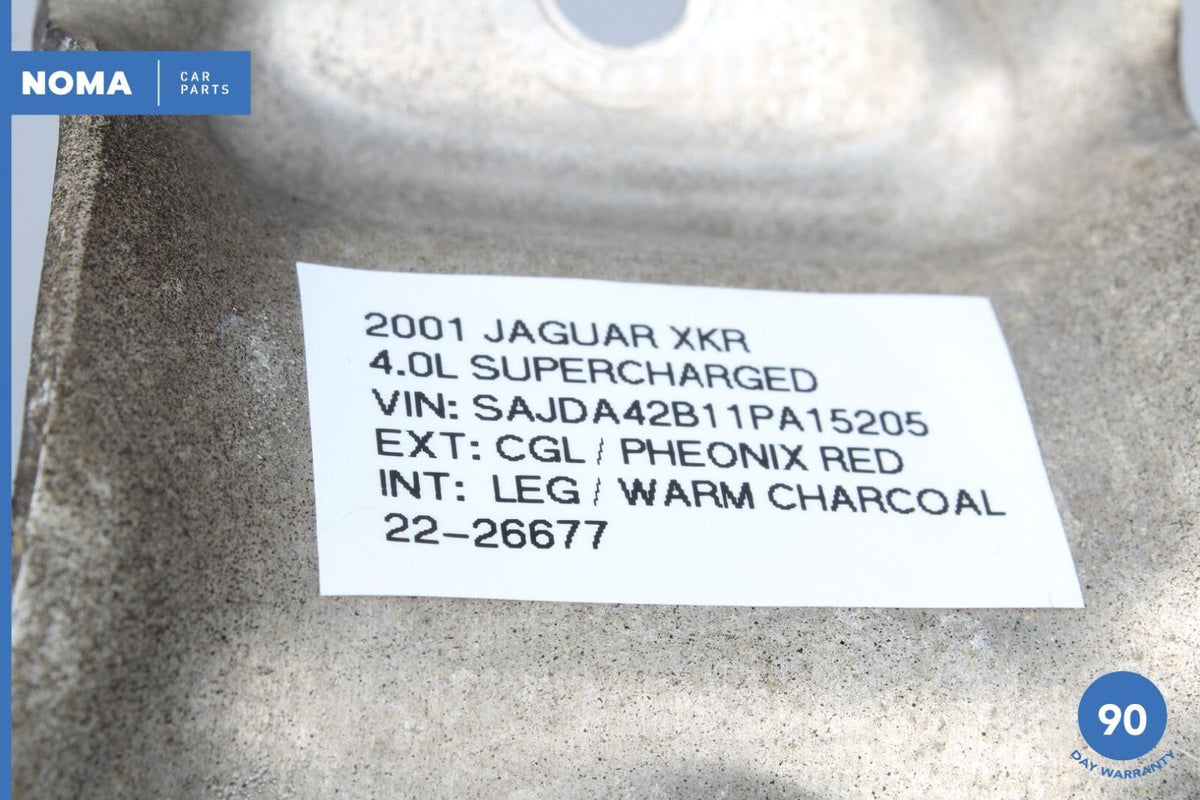 NOMA
CAR
PARTS
2001 JAGUAR XKR
4.0L SUPERCHARGED
VIN: SAJDA42B11PA15205
EXT: CGL / PHEONIX RED
INT: LEG / WARM CHARCOAL
22-26677
90
DAY WARRANTY